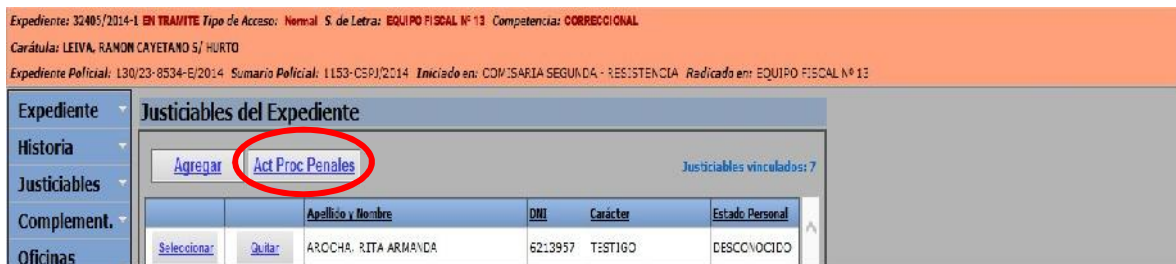 Expediente: 32405/2014-1 EN TRAMITE Tipo de Acceso: Normal S. de Letra: EQUIPO FISCAL Nº 13 Competencia: CORRECCIONAL
Carátula: LEIVA, RAMON CAYETANO S/ HURTO
Expediente Policial: 130/23-8534-E/2014 Sumario Policial: 1153-CSPJ/2014 Iniciado en: COMISARIA SEGUNDA - RESISTENCIA Radicado en: EQUIPO FISCAL Nº 13
Expediente Justiciables del Expediente
Historia
Agregar Act Proc Penales Justiciables vinculados: 7
Justiciables
Complement. Apellido y Nombre DNI Carácter Estado Personal
Seleccionar Quitar AROCHA, RITA ARMANDA 6213957 TESTIGO DESCONOCIDO
Oficinas